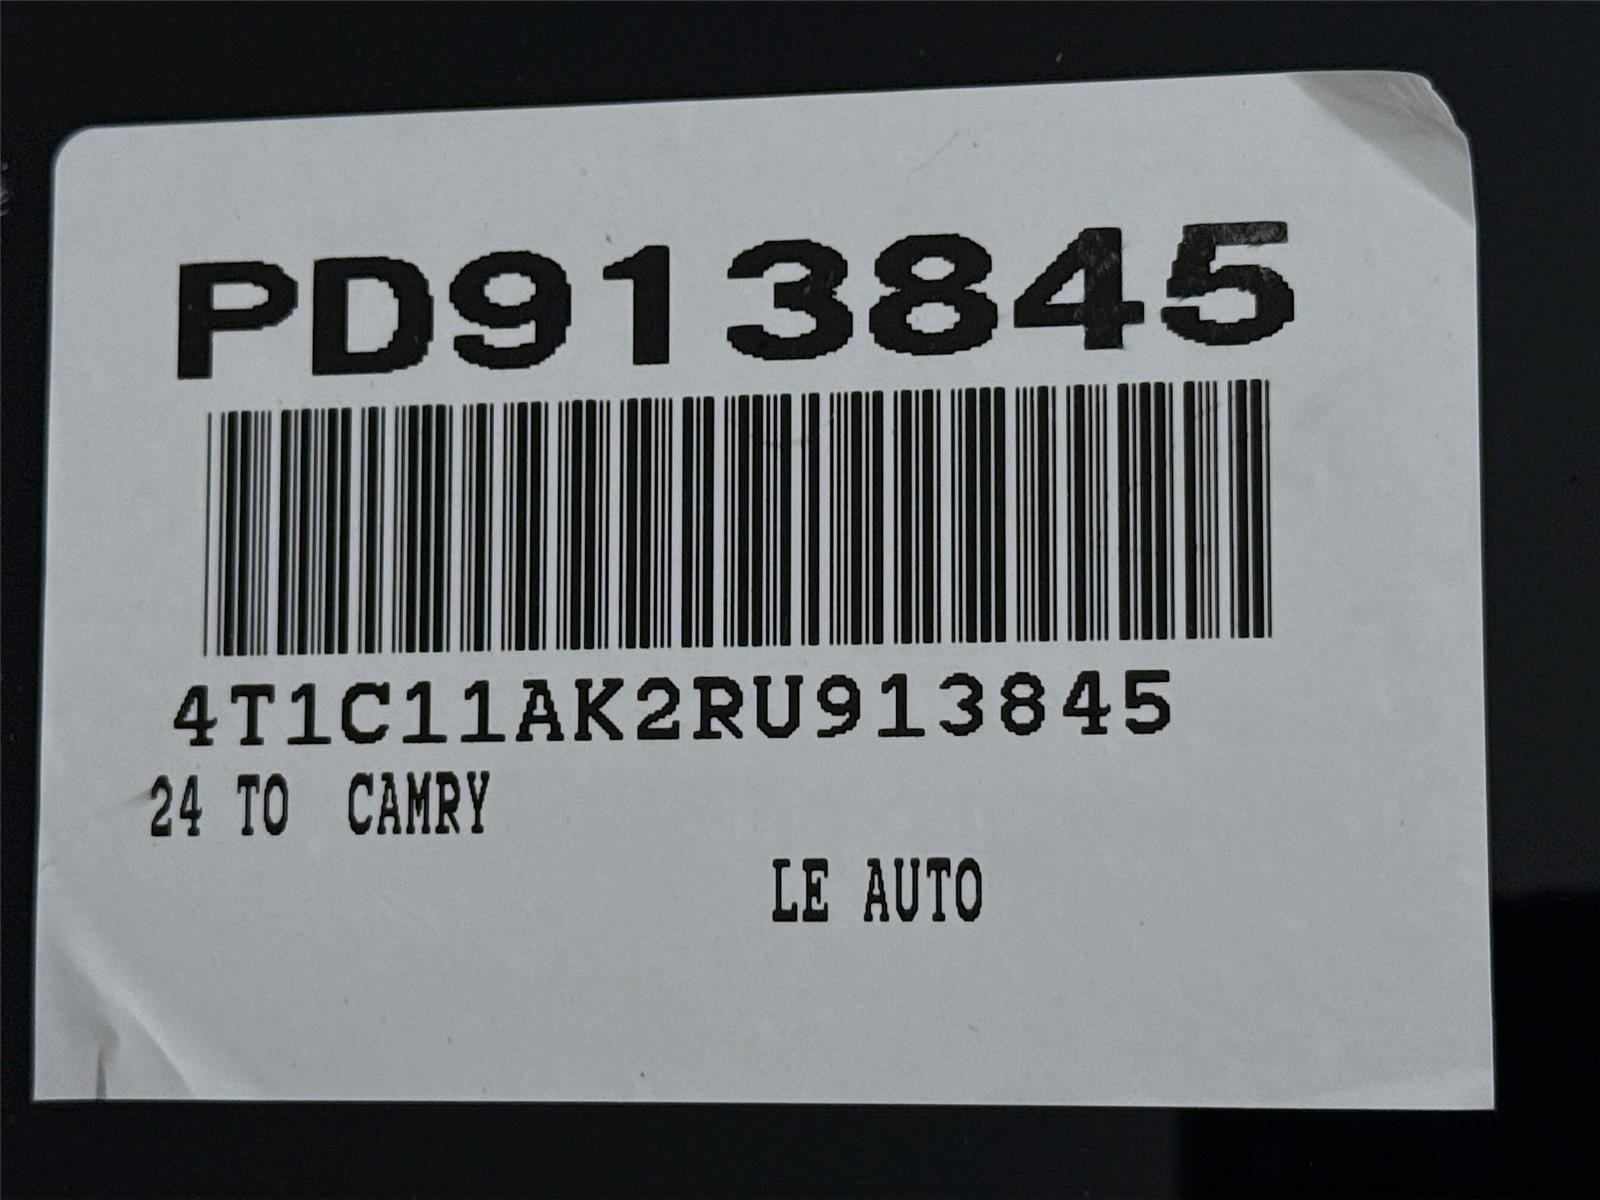 PD913845
4T1C11AK2RU913845
24 TO CAMRY
LE AUTO